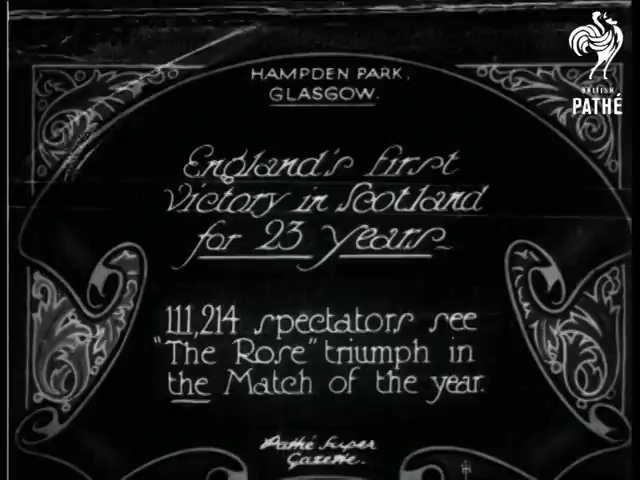 BRITISH
PATHÉ
HAMPDEN PARK,
GLASGOW.
England's first
Victory in Scotland
for 23 years_
111,214 spectators see
"The Rose" triumph in
the Match of the year.
Pathé Super
Gazette.